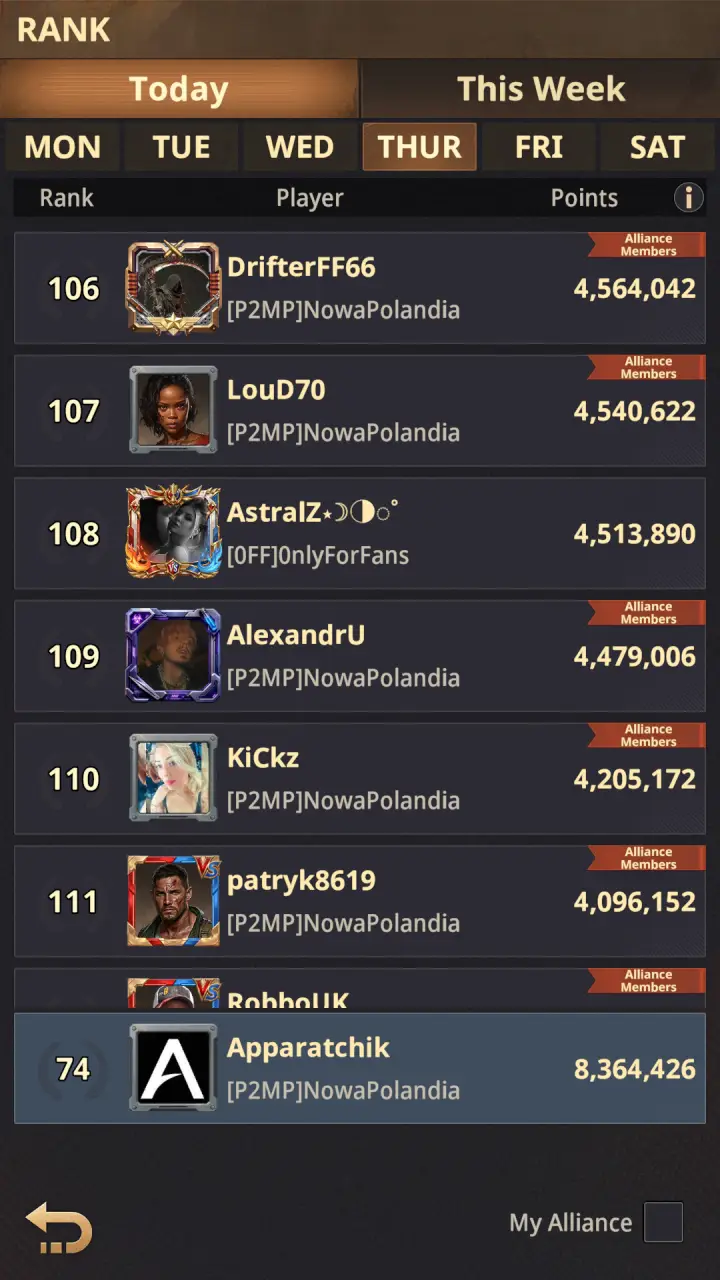 RANK
Today
This Week
MON
TUE
WED
THUR
FRI
SAT
Rank
Player
Points
Alliance
Members
106
DrifterFF66
4,564,042
[P2MP]NowaPolandia
Alliance
Members
107
LouD70
4,540,622
[P2MP]NowaPolandia
108
AstralZ⋆☽◑◌˚
4,513,890
[0FF]0nlyForFans
VS
Alliance
Members
109
AlexandrU
4,479,006
[P2MP]NowaPolandia
Alliance
Members
110
KiCkz
4,205,172
[P2MP]NowaPolandia
Alliance
Members
111
VS
patryk8619
4,096,152
[P2MP]NowaPolandia
Alliance
Members
VS
RobboUK
74
Apparatchik
8,364,426
[P2MP]NowaPolandia
My Alliance